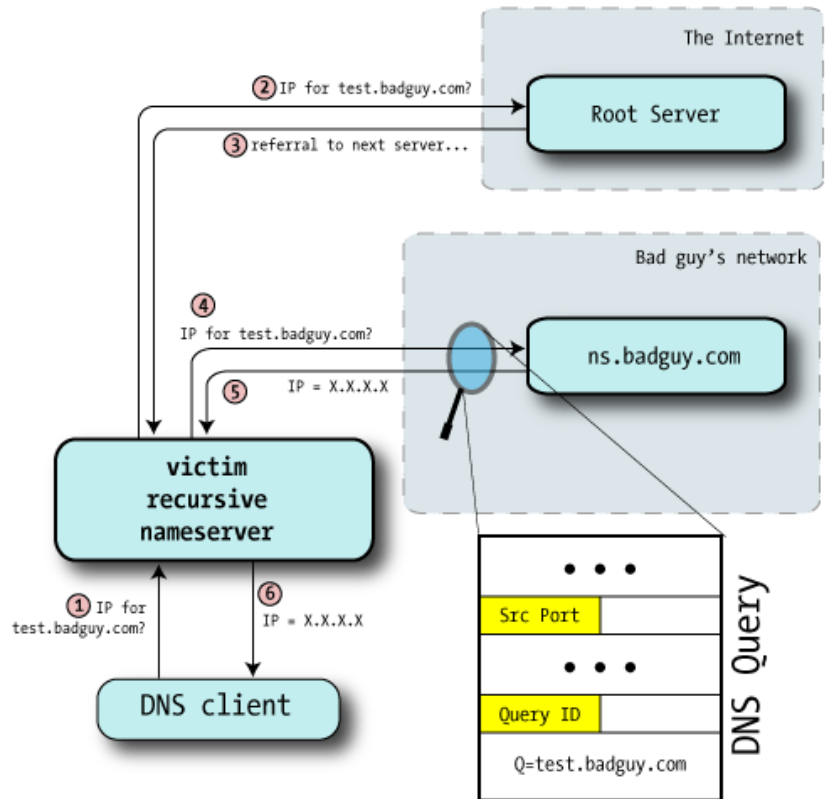 The Internet
② IP for test.badguy.com?
Root Server
③ referral to next server...
Bad guy's network
④
IP for test.badguy.com?
ns.badguy.com
⑤ IP = X.X.X.X
victim
recursive
nameserver
① IP for
test.badguy.com?
⑥
IP = X.X.X.X
DNS client
• • •
Src Port
• • •
Query ID
Q=test.badguy.com
DNS Query